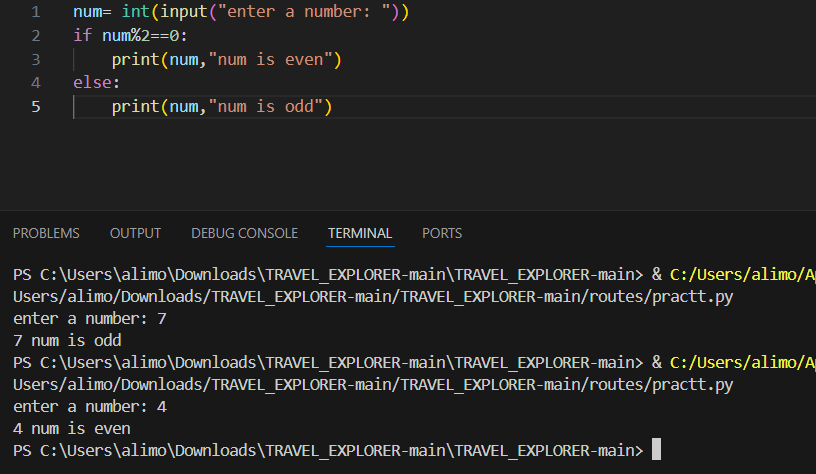 1 num= int(input("enter a number: "))
2 if num%2==0:
3     print(num,"num is even")
4 else:
5     print(num,"num is odd")
PROBLEMS OUTPUT DEBUG CONSOLE TERMINAL PORTS
PS C:\Users\alimo\Downloads\TRAVEL_EXPLORER-main\TRAVEL_EXPLORER-main> & C:/Users/alimo/Ap
Users/alimo/Downloads/TRAVEL_EXPLORER-main/TRAVEL_EXPLORER-main/routes/practt.py
enter a number: 7
7 num is odd
PS C:\Users\alimo\Downloads\TRAVEL_EXPLORER-main\TRAVEL_EXPLORER-main> & C:/Users/alimo/Ap
Users/alimo/Downloads/TRAVEL_EXPLORER-main/TRAVEL_EXPLORER-main/routes/practt.py
enter a number: 4
4 num is even
PS C:\Users\alimo\Downloads\TRAVEL_EXPLORER-main\TRAVEL_EXPLORER-main>